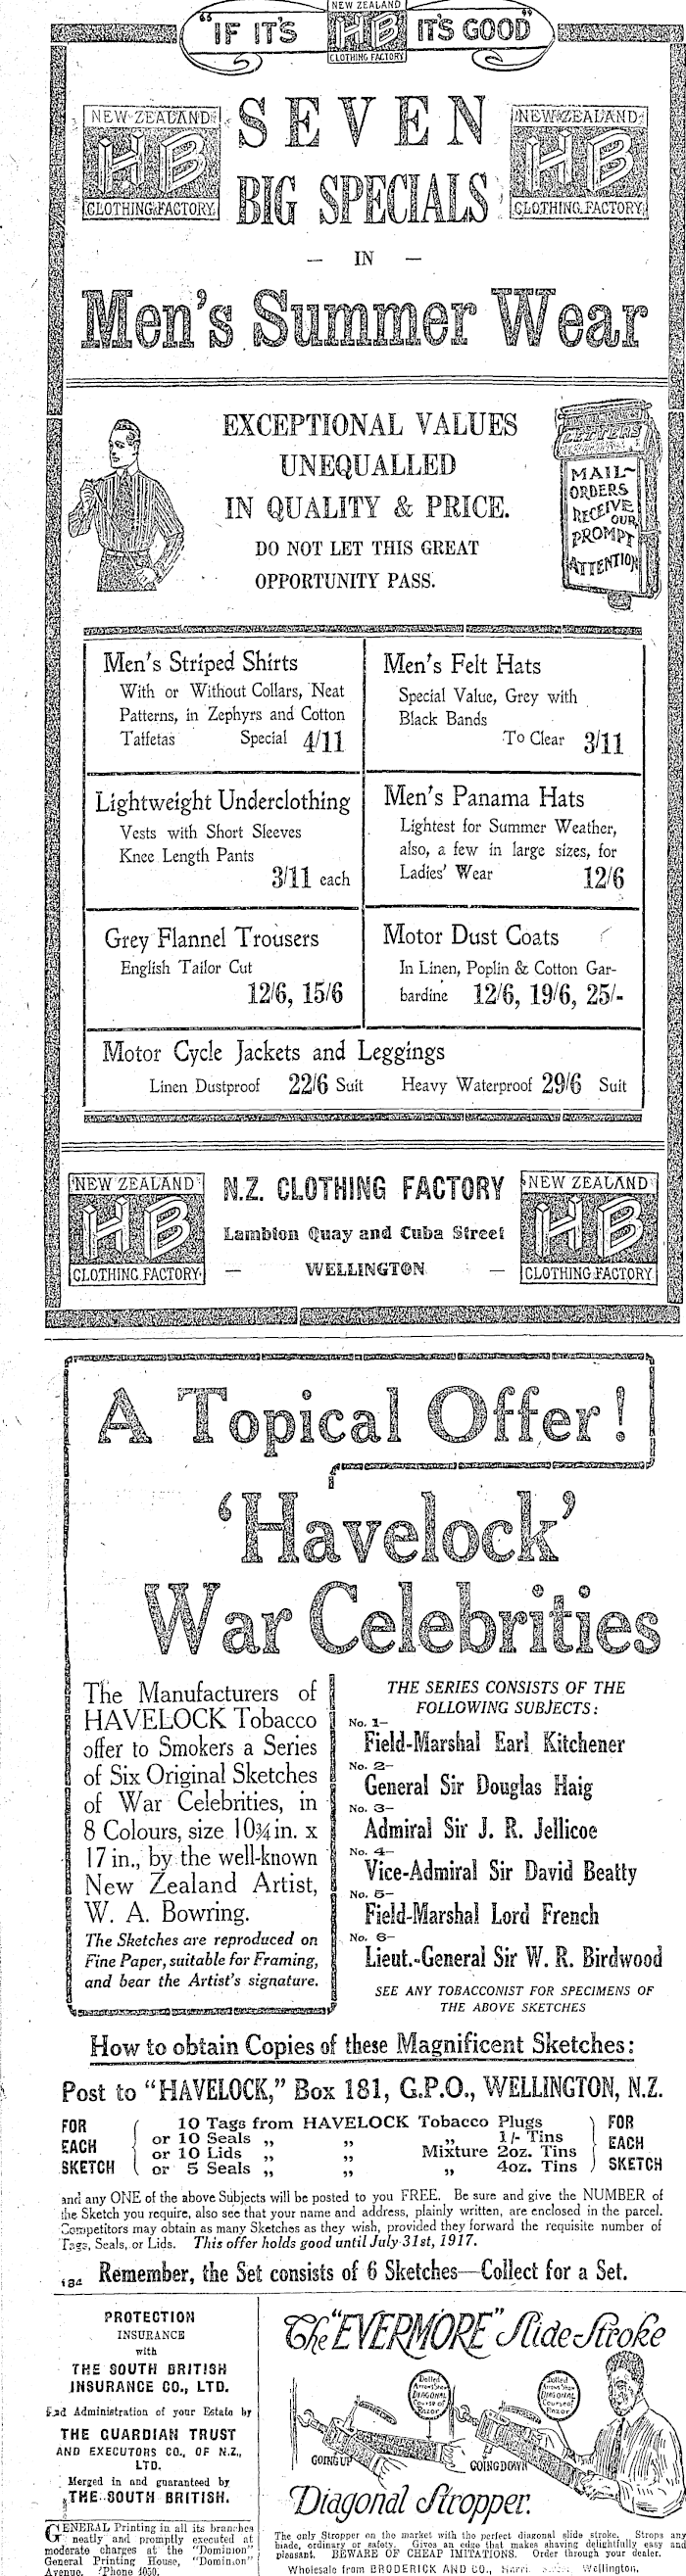 "IF IT'S
NEW ZEALAND
HB
CLOTHING FACTORY
IT'S GOOD"
NEW ZEALAND
HB
CLOTHING FACTORY
SEVEN
BIG SPECIALS
NEW ZEALAND
HB
CLOTHING FACTORY
— IN —
Men's Summer Wear
EXCEPTIONAL VALUES
UNEQUALLED
IN QUALITY & PRICE.
DO NOT LET THIS GREAT
OPPORTUNITY PASS.
LETTERS
MAIL-
ORDERS
RECEIVE
OUR
PROMPT
ATTENTION
Men's Striped Shirts
With or Without Collars, Neat
Patterns, in Zephyrs and Cotton
Taffetas Special 4/11
Men's Felt Hats
Special Value, Grey with
Black Bands
To Clear 3/11
Lightweight Underclothing
Vests with Short Sleeves
Knee Length Pants
3/11 each
Men's Panama Hats
Lightest for Summer Weather,
also, a few in large sizes, for
Ladies' Wear 12/6
Grey Flannel Trousers
English Tailor Cut
12/6, 15/6
Motor Dust Coats
In Linen, Poplin & Cotton Gar-
bardine 12/6, 19/6, 25/-
Motor Cycle Jackets and Leggings
Linen Dustproof 22/6 Suit Heavy Waterproof 29/6 Suit
NEW ZEALAND
HB
CLOTHING FACTORY
N.Z. CLOTHING FACTORY
Lambton Quay and Cuba Street
— WELLINGTON —
NEW ZEALAND
HB
CLOTHING FACTORY
A Topical Offer!
'Havelock'
War Celebrities
The Manufacturers of
HAVELOCK Tobacco
offer to Smokers a Series
of Six Original Sketches
of War Celebrities, in
8 Colours, size 10¾in. x
17 in., by the well-known
New Zealand Artist,
W. A. Bowring.
The Sketches are reproduced on
Fine Paper, suitable for Framing,
and bear the Artist's signature.
THE SERIES CONSISTS OF THE
FOLLOWING SUBJECTS:
No. 1—
Field-Marshal Earl Kitchener
No. 2—
General Sir Douglas Haig
No. 3—
Admiral Sir J. R. Jellicoe
No. 4—
Vice-Admiral Sir David Beatty
No. 5—
Field-Marshal Lord French
No. 6—
Lieut.-General Sir W. R. Birdwood
SEE ANY TOBACCONIST FOR SPECIMENS OF
THE ABOVE SKETCHES
How to obtain Copies of these Magnificent Sketches:
Post to "HAVELOCK," Box 181, G.P.O., WELLINGTON, N.Z.
FOR
EACH
SKETCH
10 Tags from HAVELOCK Tobacco Plugs
or 10 Seals „ „ „ 1/- Tins
or 10 Lids „ „ Mixture 2oz. Tins
or 5 Seals „ „ „ 4oz. Tins
FOR
EACH
SKETCH
and any ONE of the above Subjects will be posted to you FREE. Be sure and give the NUMBER of
the Sketch you require, also see that your name and address, plainly written, are enclosed in the parcel.
Competitors may obtain as many Sketches as they wish, provided they forward the requisite number of
Tags, Seals, or Lids. This offer holds good until July 31st, 1917.
Remember, the Set consists of 6 Sketches—Collect for a Set.
PROTECTION
INSURANCE
with
THE SOUTH BRITISH
INSURANCE CO., LTD.
And Administration of your Estate by
THE GUARDIAN TRUST
AND EXECUTORS CO., OF N.Z.,
LTD.
Merged in and guaranteed by
THE SOUTH BRITISH.
GENERAL Printing in all its branches
neatly and promptly executed at
moderate charges at the "Dominion"
General Printing House, "Dominion"
Avenue. 'Phone 4050.
The "EVERMORE" Slide-Stroke
Dotted
Arrows Show
DIAGONAL
Course of
Razor
Dotted
Arrows Show
DIAGONAL
Course of
Razor
GOING UP
GOING DOWN
Diagonal Stropper.
The only Stropper on the market with the perfect diagonal slide stroke. Strops any
blade, ordinary or safety. Gives an edge that makes shaving delightfully easy and
pleasant. BEWARE OF CHEAP IMITATIONS. Order through your dealer.
Wholesale from BRODERICK AND CO., Wellington.